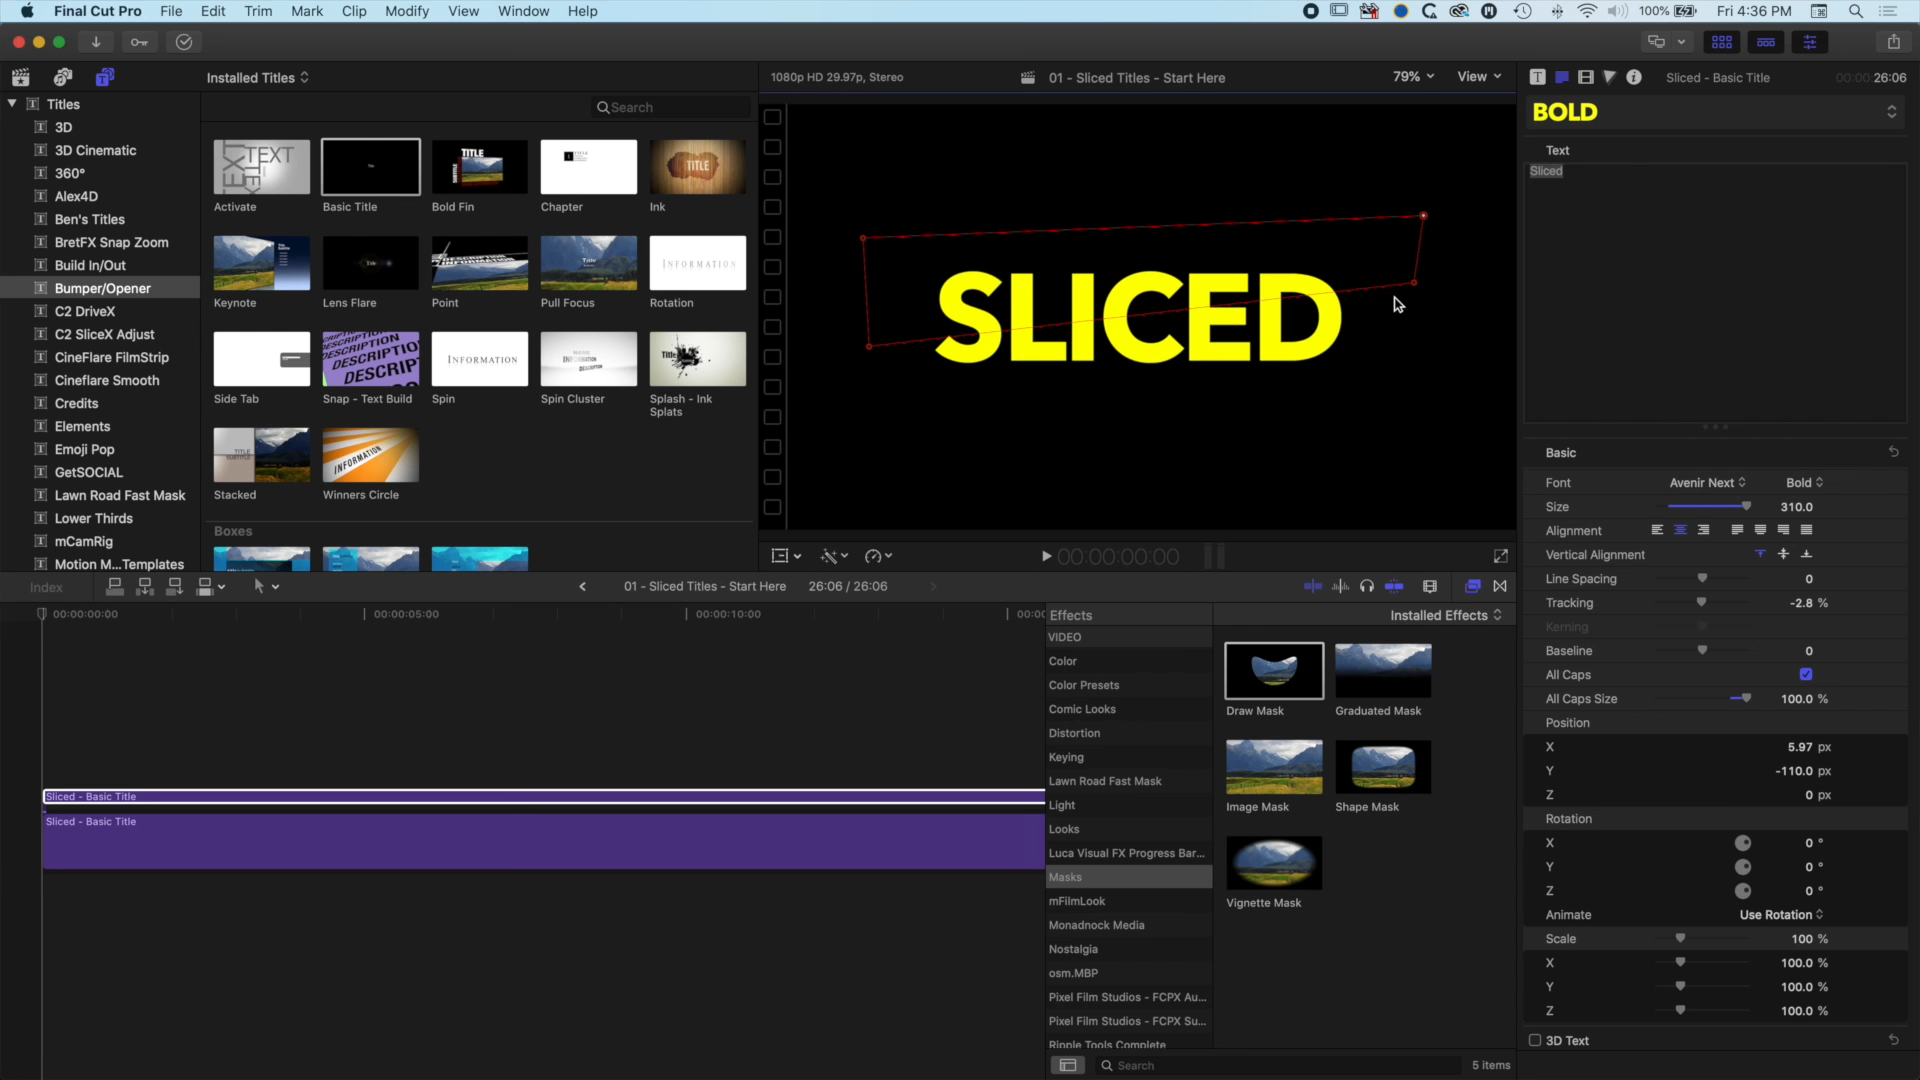 Final Cut Pro File Edit Trim Mark Clip Modify View Window Help 100% Fri 4:36 PM
Installed Titles
1080p HD 29.97p, Stereo 01 - Sliced Titles - Start Here 79% View
Sliced - Basic Title 00:00:26:06
Titles
3D
3D Cinematic
360°
Alex4D
Ben's Titles
BretFX Snap Zoom
Build In/Out
Bumper/Opener
C2 DriveX
C2 SliceX Adjust
CineFlare FilmStrip
Cineflare Smooth
Credits
Elements
Emoji Pop
GetSOCIAL
Lawn Road Fast Mask
Lower Thirds
mCamRig
Motion M...Templates
Search
Activate Basic Title Bold Fin Chapter Ink
Keynote Lens Flare Point Pull Focus Rotation
Side Tab Snap - Text Build Spin Spin Cluster Splash - Ink
Splats
Stacked Winners Circle
Boxes
SLICED
00:00:00:00
BOLD
Text
Sliced
Basic
Font Avenir Next Bold
Size 310.0
Alignment
Vertical Alignment
Line Spacing 0
Tracking -2.8 %
Kerning
Baseline 0
All Caps
All Caps Size 100.0 %
Position
X 5.97 px
Y -110.0 px
Z 0 px
Rotation
X 0 °
Y 0 °
Z 0 °
Animate Use Rotation
Scale 100 %
X 100.0 %
Y 100.0 %
Z 100.0 %
3D Text
Index 01 - Sliced Titles - Start Here 26:06 / 26:06
00:00:00:00 00:00:05:00 00:00:10:00
Sliced - Basic Title
Sliced - Basic Title
Effects Installed Effects
VIDEO
Color
Color Presets
Comic Looks
Distortion
Keying
Lawn Road Fast Mask
Light
Looks
Luca Visual FX Progress Bar...
Masks
mFilmLook
Monadnock Media
Nostalgia
osm.MBP
Pixel Film Studios - FCPX Au...
Pixel Film Studios - FCPX Su...
Ripple Tools Complete
Draw Mask Graduated Mask
Image Mask Shape Mask
Vignette Mask
Search 5 items